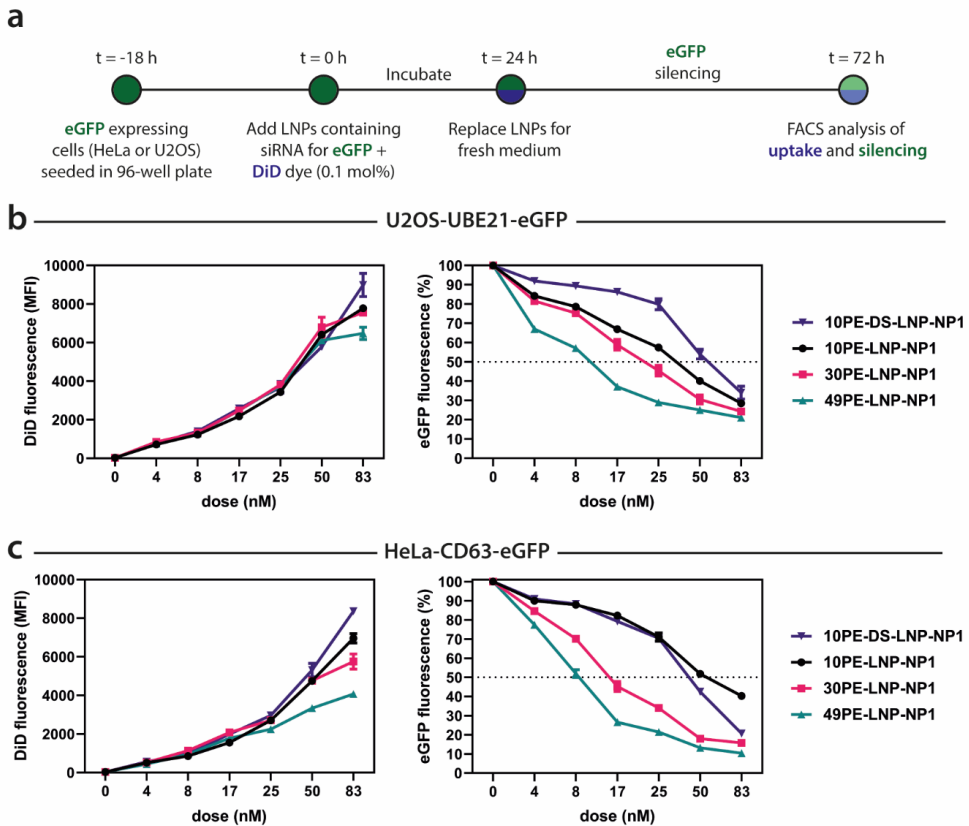 a
t = -18 h
t = 0 h
Incubate
t = 24 h
eGFP
silencing
t = 72 h
eGFP expressing
cells (HeLa or U2OS)
seeded in 96-well plate
Add LNPs containing
siRNA for eGFP +
DiD dye (0.1 mol%)
Replace LNPs for
fresh medium
FACS analysis of
uptake and silencing
b
U2OS-UBE21-eGFP
DiD fluorescence (MFI)
10000
8000
6000
4000
2000
0
0 4 8 17 25 50 83
dose (nM)
eGFP fluorescence (%)
100
90
80
70
60
50
40
30
20
10
0
0 4 8 17 25 50 83
dose (nM)
10PE-DS-LNP-NP1
10PE-LNP-NP1
30PE-LNP-NP1
49PE-LNP-NP1
c
HeLa-CD63-eGFP
DiD fluorescence (MFI)
10000
8000
6000
4000
2000
0
0 4 8 17 25 50 83
dose (nM)
eGFP fluorescence (%)
100
90
80
70
60
50
40
30
20
10
0
0 4 8 17 25 50 83
dose (nM)
10PE-DS-LNP-NP1
10PE-LNP-NP1
30PE-LNP-NP1
49PE-LNP-NP1